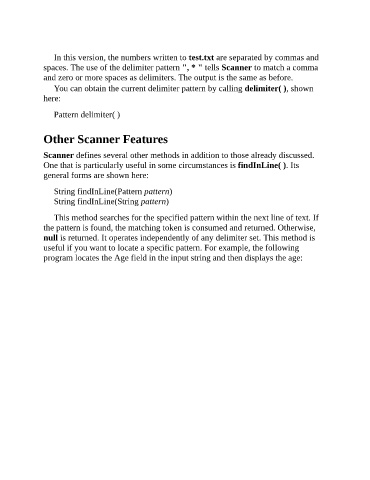 In this version, the numbers written to test.txt are separated by commas and
spaces. The use of the delimiter pattern ", * " tells Scanner to match a comma
and zero or more spaces as delimiters. The output is the same as before.
You can obtain the current delimiter pattern by calling delimiter( ), shown
here:
Pattern delimiter( )
Other Scanner Features
Scanner defines several other methods in addition to those already discussed.
One that is particularly useful in some circumstances is findInLine( ). Its
general forms are shown here:
String findInLine(Pattern pattern)
String findInLine(String pattern)
This method searches for the specified pattern within the next line of text. If
the pattern is found, the matching token is consumed and returned. Otherwise,
null is returned. It operates independently of any delimiter set. This method is
useful if you want to locate a specific pattern. For example, the following
program locates the Age field in the input string and then displays the age: